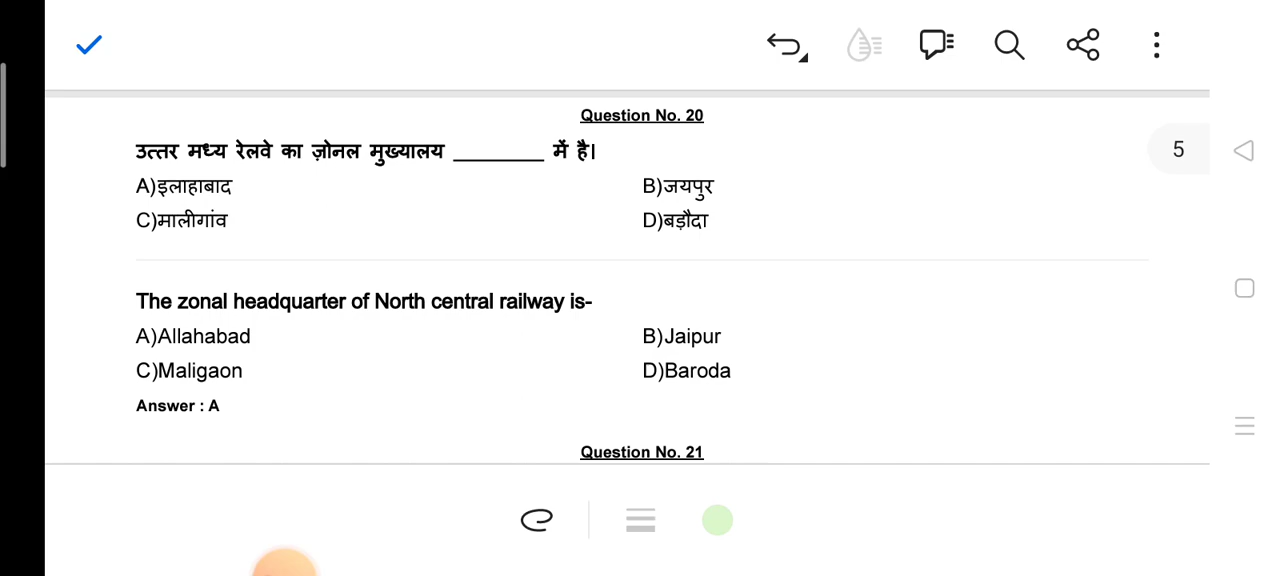 Question No. 20
5
उत्तर मध्य रेलवे का ज़ोनल मुख्यालय ________ में है।
A)इलाहाबाद B)जयपुर
C)मालीगांव D)बड़ौदा
The zonal headquarter of North central railway is-
A)Allahabad B)Jaipur
C)Maligaon D)Baroda
Answer : A
Question No. 21